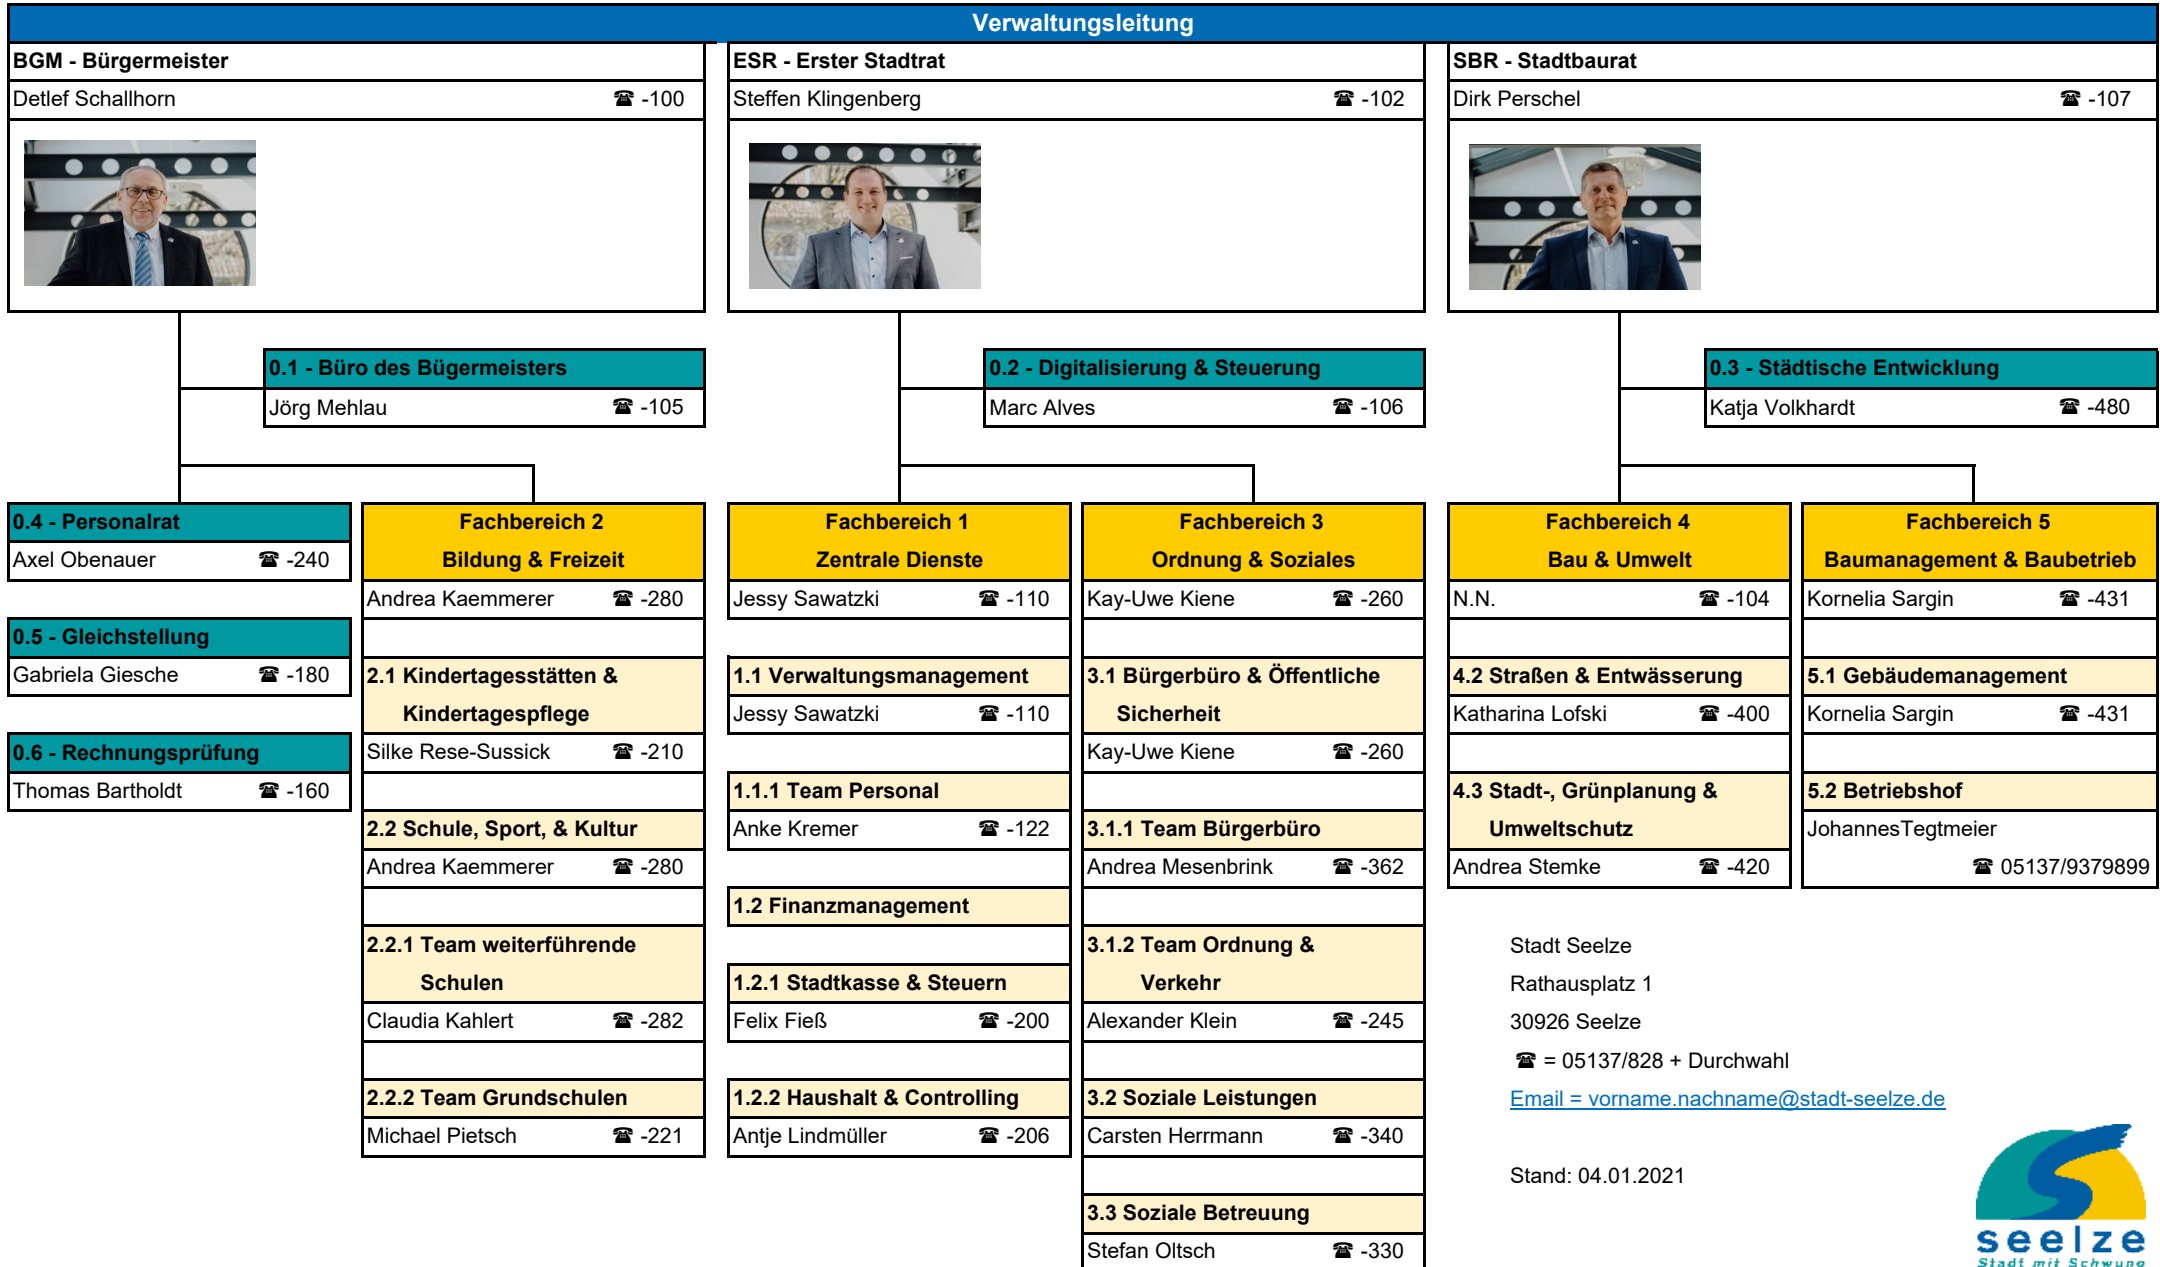 Verwaltungsleitung
BGM - Bürgermeister
Detlef Schallhorn ☎ -100
ESR - Erster Stadtrat
Steffen Klingenberg ☎ -102
SBR - Stadtbaurat
Dirk Perschel ☎ -107
0.1 - Büro des Bügermeisters
Jörg Mehlau ☎ -105
0.2 - Digitalisierung & Steuerung
Marc Alves ☎ -106
0.3 - Städtische Entwicklung
Katja Volkhardt ☎ -480
0.4 - Personalrat
Axel Obenauer ☎ -240
0.5 - Gleichstellung
Gabriela Giesche ☎ -180
0.6 - Rechnungsprüfung
Thomas Bartholdt ☎ -160
Fachbereich 2
Bildung & Freizeit
Andrea Kaemmerer ☎ -280
2.1 Kindertagesstätten &
Kindertagespflege
Silke Rese-Sussick ☎ -210
2.2 Schule, Sport, & Kultur
Andrea Kaemmerer ☎ -280
2.2.1 Team weiterführende
Schulen
Claudia Kahlert ☎ -282
2.2.2 Team Grundschulen
Michael Pietsch ☎ -221
Fachbereich 1
Zentrale Dienste
Jessy Sawatzki ☎ -110
1.1 Verwaltungsmanagement
Jessy Sawatzki ☎ -110
1.1.1 Team Personal
Anke Kremer ☎ -122
1.2 Finanzmanagement
1.2.1 Stadtkasse & Steuern
Felix Fieß ☎ -200
1.2.2 Haushalt & Controlling
Antje Lindmüller ☎ -206
Fachbereich 3
Ordnung & Soziales
Kay-Uwe Kiene ☎ -260
3.1 Bürgerbüro & Öffentliche
Sicherheit
Kay-Uwe Kiene ☎ -260
3.1.1 Team Bürgerbüro
Andrea Mesenbrink ☎ -362
3.1.2 Team Ordnung &
Verkehr
Alexander Klein ☎ -245
3.2 Soziale Leistungen
Carsten Herrmann ☎ -340
3.3 Soziale Betreuung
Stefan Oltsch ☎ -330
Fachbereich 4
Bau & Umwelt
N.N. ☎ -104
4.2 Straßen & Entwässerung
Katharina Lofski ☎ -400
4.3 Stadt-, Grünplanung &
Umweltschutz
Andrea Stemke ☎ -420
Fachbereich 5
Baumanagement & Baubetrieb
Kornelia Sargin ☎ -431
5.1 Gebäudemanagement
Kornelia Sargin ☎ -431
5.2 Betriebshof
JohannesTegtmeier
☎ 05137/9379899
Stadt Seelze
Rathausplatz 1
30926 Seelze
☎ = 05137/828 + Durchwahl
Email = vorname.nachname@stadt-seelze.de
Stand: 04.01.2021
seelze
Stadt mit Schwung